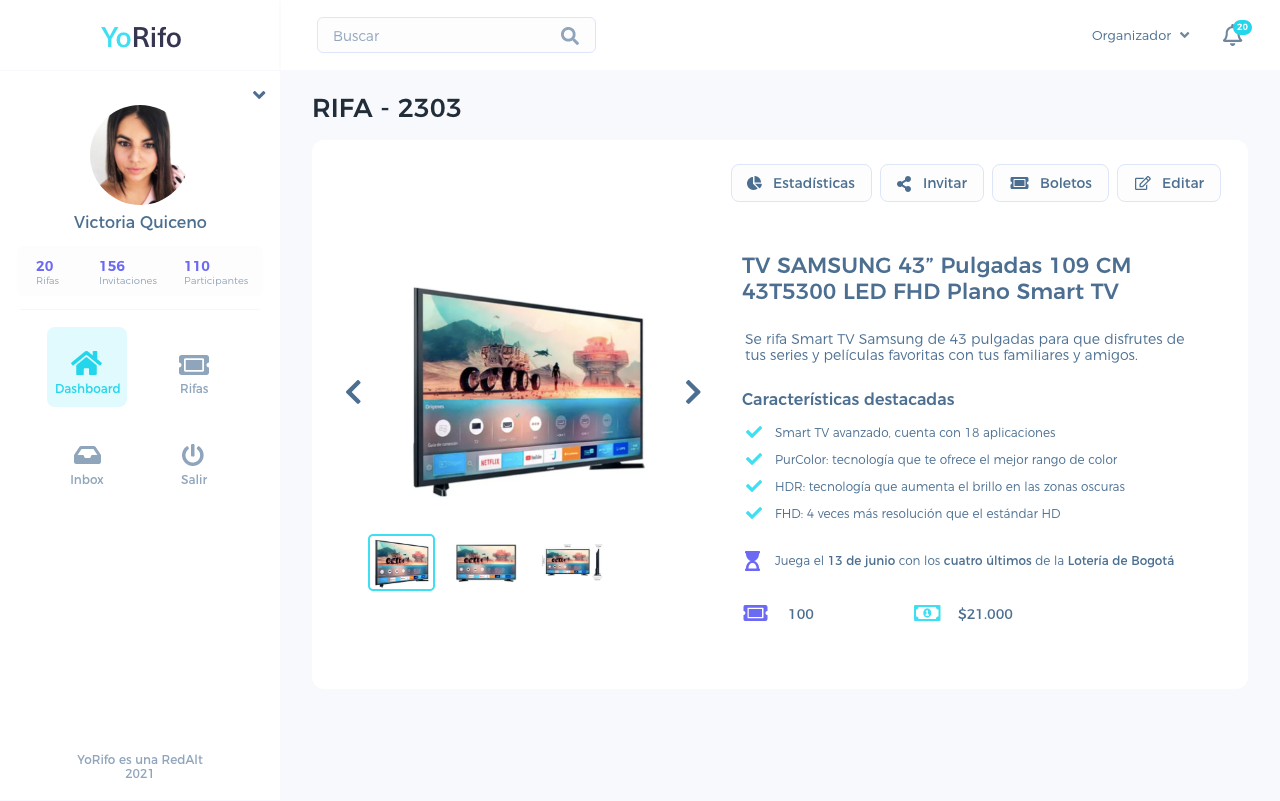 YoRifo
Buscar
Organizador
20
Victoria Quiceno
20 156 110
Rifas Invitaciones Participantes
Dashboard
Rifas
Inbox
Salir
YoRifo es una RedAlt
2021
RIFA - 2303
Estadísticas
Invitar
Boletos
Editar
NETFLIX
TV SAMSUNG 43” Pulgadas 109 CM
43T5300 LED FHD Plano Smart TV
Se rifa Smart TV Samsung de 43 pulgadas para que disfrutes de
tus series y películas favoritas con tus familiares y amigos.
Características destacadas
Smart TV avanzado, cuenta con 18 aplicaciones
PurColor: tecnología que te ofrece el mejor rango de color
HDR: tecnología que aumenta el brillo en las zonas oscuras
FHD: 4 veces más resolución que el estándar HD
Juega el 13 de junio con los cuatro últimos de la Lotería de Bogotá
100
$21.000